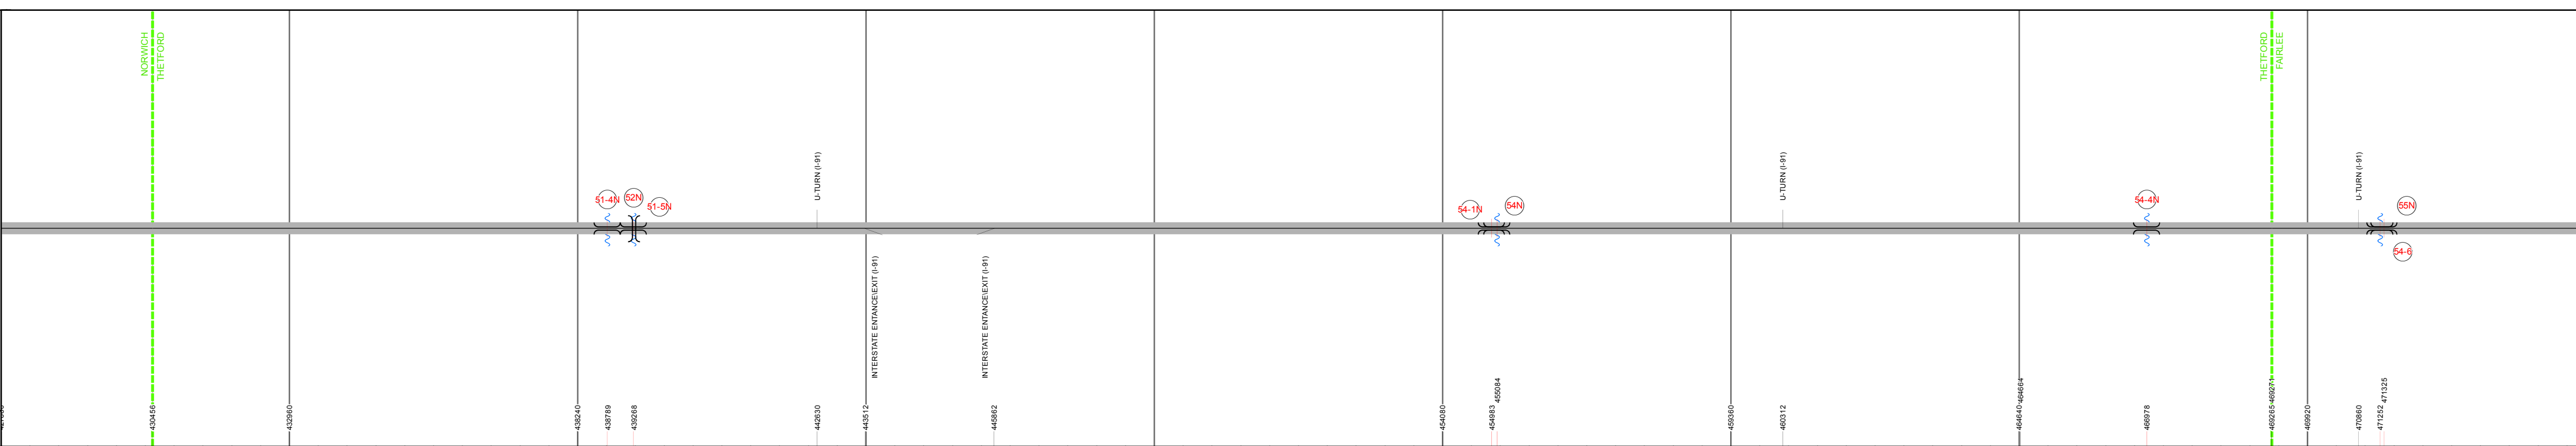 NORWICH
THETFORD
THETFORD
FAIRLEE
U-TURN (I-91)
U-TURN (I-91)
U-TURN (I-91)
51-4N
52N
51-5N
54-1N
54N
54-4N
55N
54-6
INTERSTATE ENTANCE\EXIT (I-91)
INTERSTATE ENTANCE\EXIT (I-91)
430456
432960
438240
438789
439268
442630
443512
445862
454080
454983
455084
459360
460312
464640
464664
466978
469265
469271
469920
470860
471252
471325